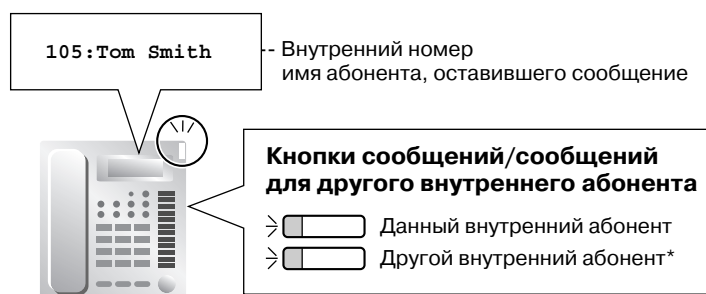 105:Tom Smith
Внутренний номер
имя абонента, оставившего сообщение
Кнопки сообщений/сообщений
для другого внутреннего абонента
Данный внутренний абонент
Другой внутренний абонент*